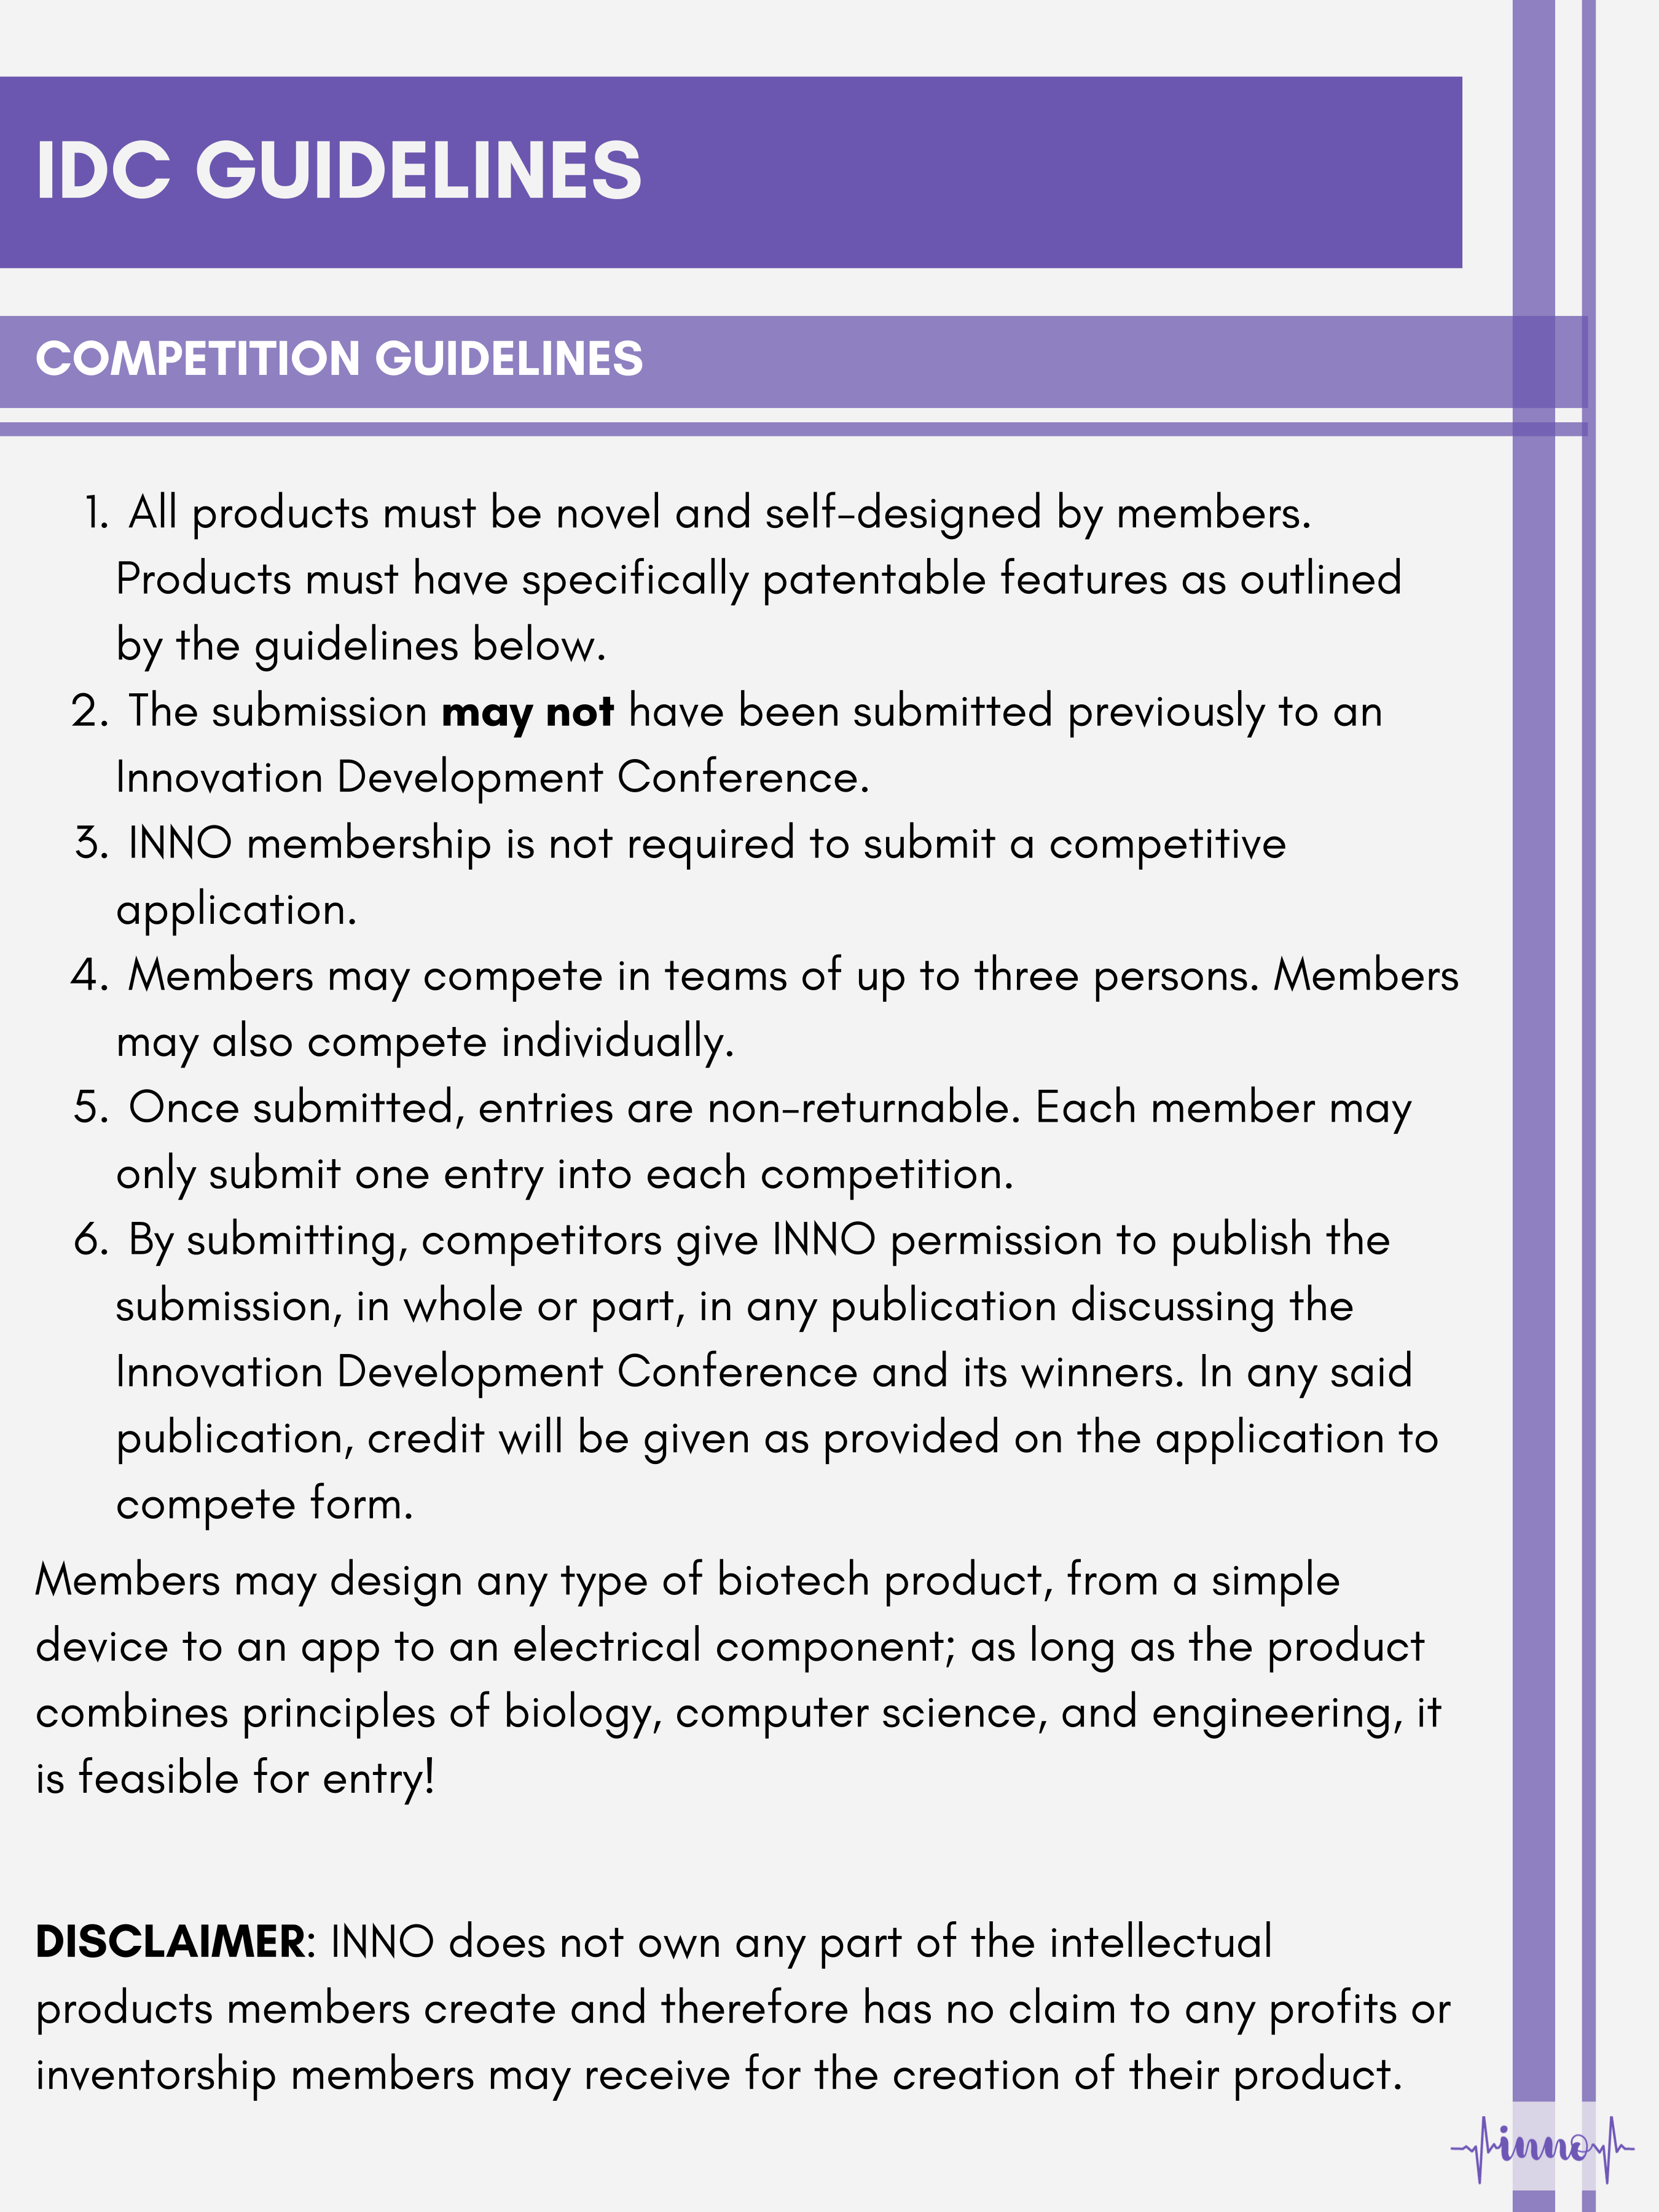 IDC GUIDELINES
COMPETITION GUIDELINES
1. All products must be novel and self-designed by members.
Products must have specifically patentable features as outlined
by the guidelines below.
2. The submission may not have been submitted previously to an
Innovation Development Conference.
3. INNO membership is not required to submit a competitive
application.
4. Members may compete in teams of up to three persons. Members
may also compete individually.
5. Once submitted, entries are non-returnable. Each member may
only submit one entry into each competition.
6. By submitting, competitors give INNO permission to publish the
submission, in whole or part, in any publication discussing the
Innovation Development Conference and its winners. In any said
publication, credit will be given as provided on the application to
compete form.
Members may design any type of biotech product, from a simple
device to an app to an electrical component; as long as the product
combines principles of biology, computer science, and engineering, it
is feasible for entry!
DISCLAIMER: INNO does not own any part of the intellectual
products members create and therefore has no claim to any profits or
inventorship members may receive for the creation of their product.
inno